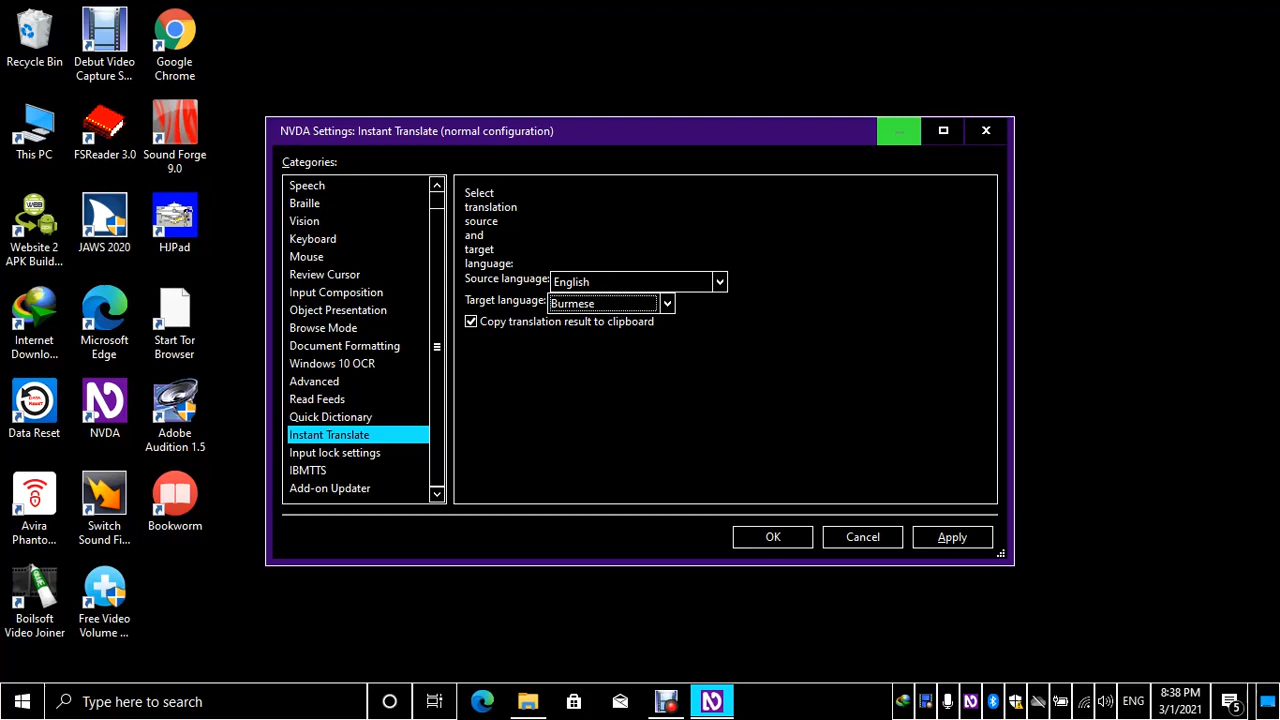 Recycle Bin
Debut Video
Capture S...
Google
Chrome
This PC
FSReader 3.0
Sound Forge
9.0
Website 2
APK Build...
JAWS 2020
HJPad
Internet
Downlo...
Microsoft
Edge
Start Tor
Browser
Data Reset
NVDA
Adobe
Audition 1.5
Avira
Phanto...
Switch
Sound Fi...
Bookworm
Boilsoft
Video Joiner
Free Video
Volume ...
NVDA Settings: Instant Translate (normal configuration)
Categories:
Speech
Braille
Vision
Keyboard
Mouse
Review Cursor
Input Composition
Object Presentation
Browse Mode
Document Formatting
Windows 10 OCR
Advanced
Read Feeds
Quick Dictionary
Instant Translate
Input lock settings
IBMTTS
Add-on Updater
Select
translation
source
and
target
language:
Source language: English
Target language: Burmese
Copy translation result to clipboard
OK Cancel Apply
Type here to search
ENG
8:38 PM
3/1/2021
5